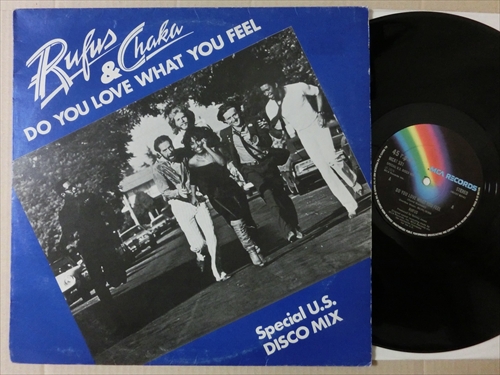 Rufus
& Chaka
DO YOU LOVE WHAT YOU FEEL
Special U.S.
DISCO MIX
MCA RECORDS